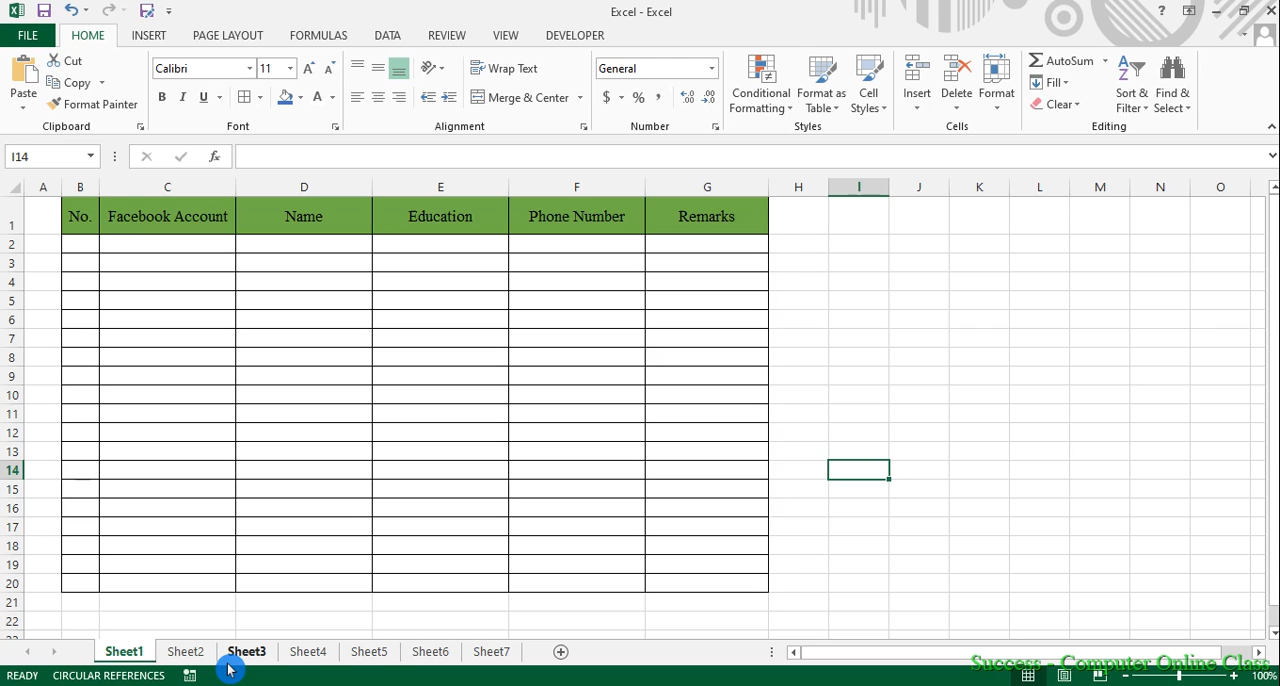 Excel - Excel
?
FILE HOME INSERT PAGE LAYOUT FORMULAS DATA REVIEW VIEW DEVELOPER
Paste
Cut
Copy
Format Painter
Clipboard
Calibri 11
B I U
Font
Wrap Text
Merge & Center
Alignment
General
$ % ,
Number
Conditional Formatting
Format as Table
Cell Styles
Styles
Insert Delete Format
Cells
AutoSum
Fill
Clear
Sort & Filter
Find & Select
Editing
I14 fx
A B C D E F G H I J K L M N O
1 No. Facebook Account Name Education Phone Number Remarks
2
3
4
5
6
7
8
9
10
11
12
13
14
15
16
17
18
19
20
21
22
23
Sheet1 Sheet2 Sheet3 Sheet4 Sheet5 Sheet6 Sheet7
Success - Computer Online Class
READY CIRCULAR REFERENCES 100%